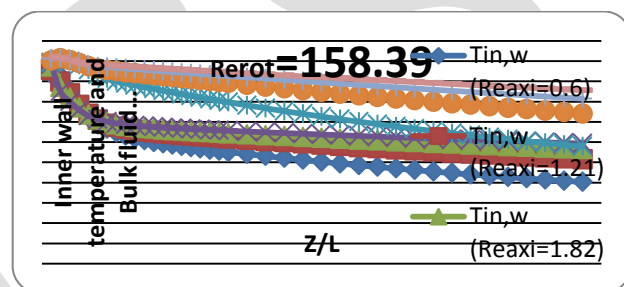 Rerot=158.39
Inner wall
temperature and
Bulk fluid...
Z/L
Tin,w
(Reaxi=0.6)
Tin,w
(Reaxi=1.21)
Tin,w
(Reaxi=1.82)